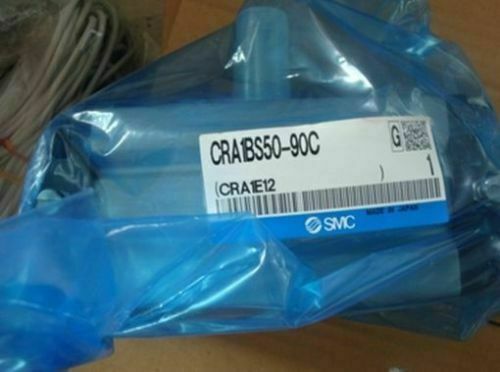 CRA1BS50-90C
G
(CRA1E12 )
1
MADE IN JAPAN
SMC